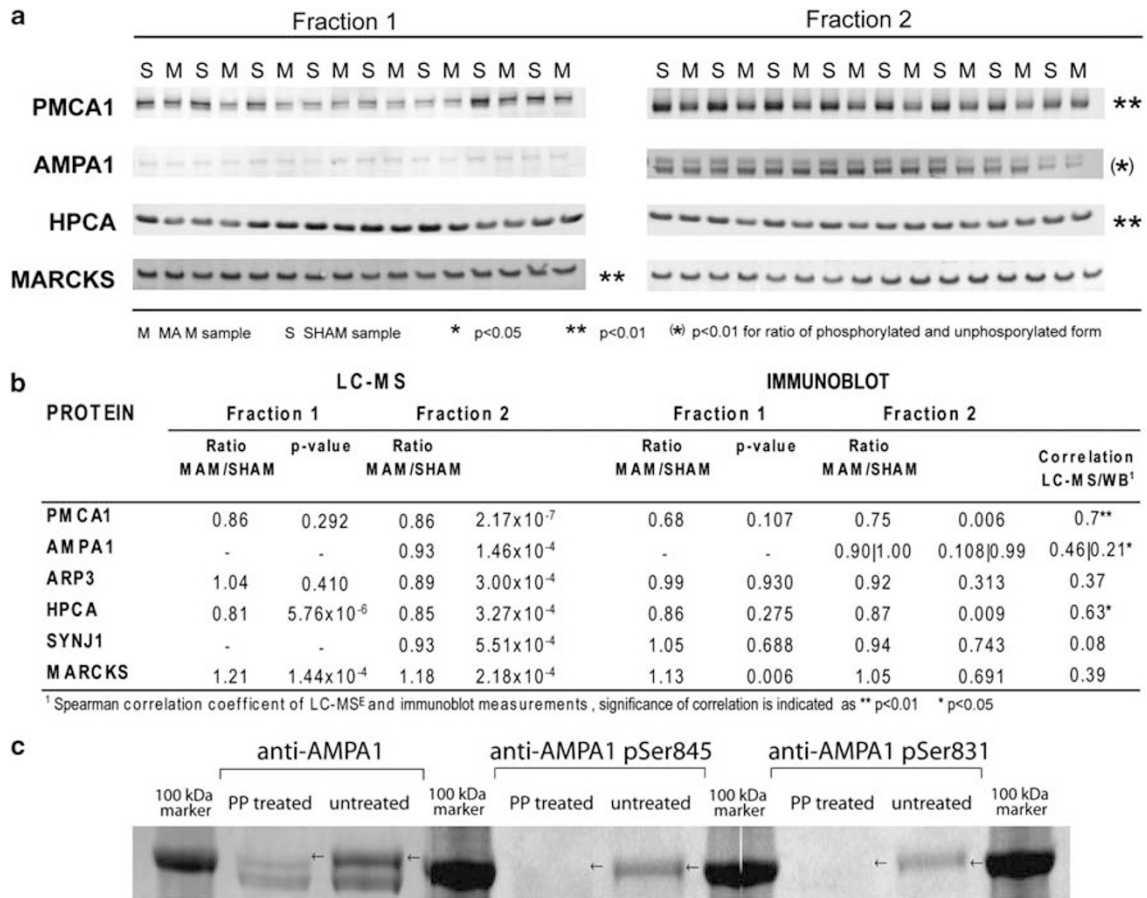 a
Fraction 1 Fraction 2
S M S M S M S M S M S M S M S M S M S M S M S M S M S M S M S M
PMCA1 **
AMPA1 (*)
HPCA **
MARCKS **
M MAM sample S SHAM sample * p<0.05 ** p<0.01 (*) p<0.01 for ratio of phosphorylated and unphosporylated form
b
LC-MS IMMUNOBLOT
PROTEIN Fraction 1 Fraction 2 Fraction 1 Fraction 2
Ratio p-value Ratio Ratio p-value Ratio
MAM/SHAM MAM/SHAM MAM/SHAM MAM/SHAM Correlation
LC-MS/WB¹
PMCA1 0.86 0.292 0.86 2.17x10⁻⁷ 0.68 0.107 0.75 0.006 0.7**
AMPA1 - - 0.93 1.46x10⁻⁴ - - 0.90|1.00 0.108|0.99 0.46|0.21*
ARP3 1.04 0.410 0.89 3.00x10⁻⁴ 0.99 0.930 0.92 0.313 0.37
HPCA 0.81 5.76x10⁻⁶ 0.85 3.27x10⁻⁴ 0.86 0.275 0.87 0.009 0.63*
SYNJ1 - - 0.93 5.51x10⁻⁴ 1.05 0.688 0.94 0.743 0.08
MARCKS 1.21 1.44x10⁻⁴ 1.18 2.18x10⁻⁴ 1.13 0.006 1.05 0.691 0.39
¹ Spearman correlation coefficent of LC-MSᴱ and immunoblot measurements, significance of correlation is indicated as ** p<0.01 * p<0.05
c
anti-AMPA1 anti-AMPA1 pSer845 anti-AMPA1 pSer831
100 kDa marker PP treated untreated 100 kDa marker PP treated untreated 100 kDa marker PP treated untreated 100 kDa marker